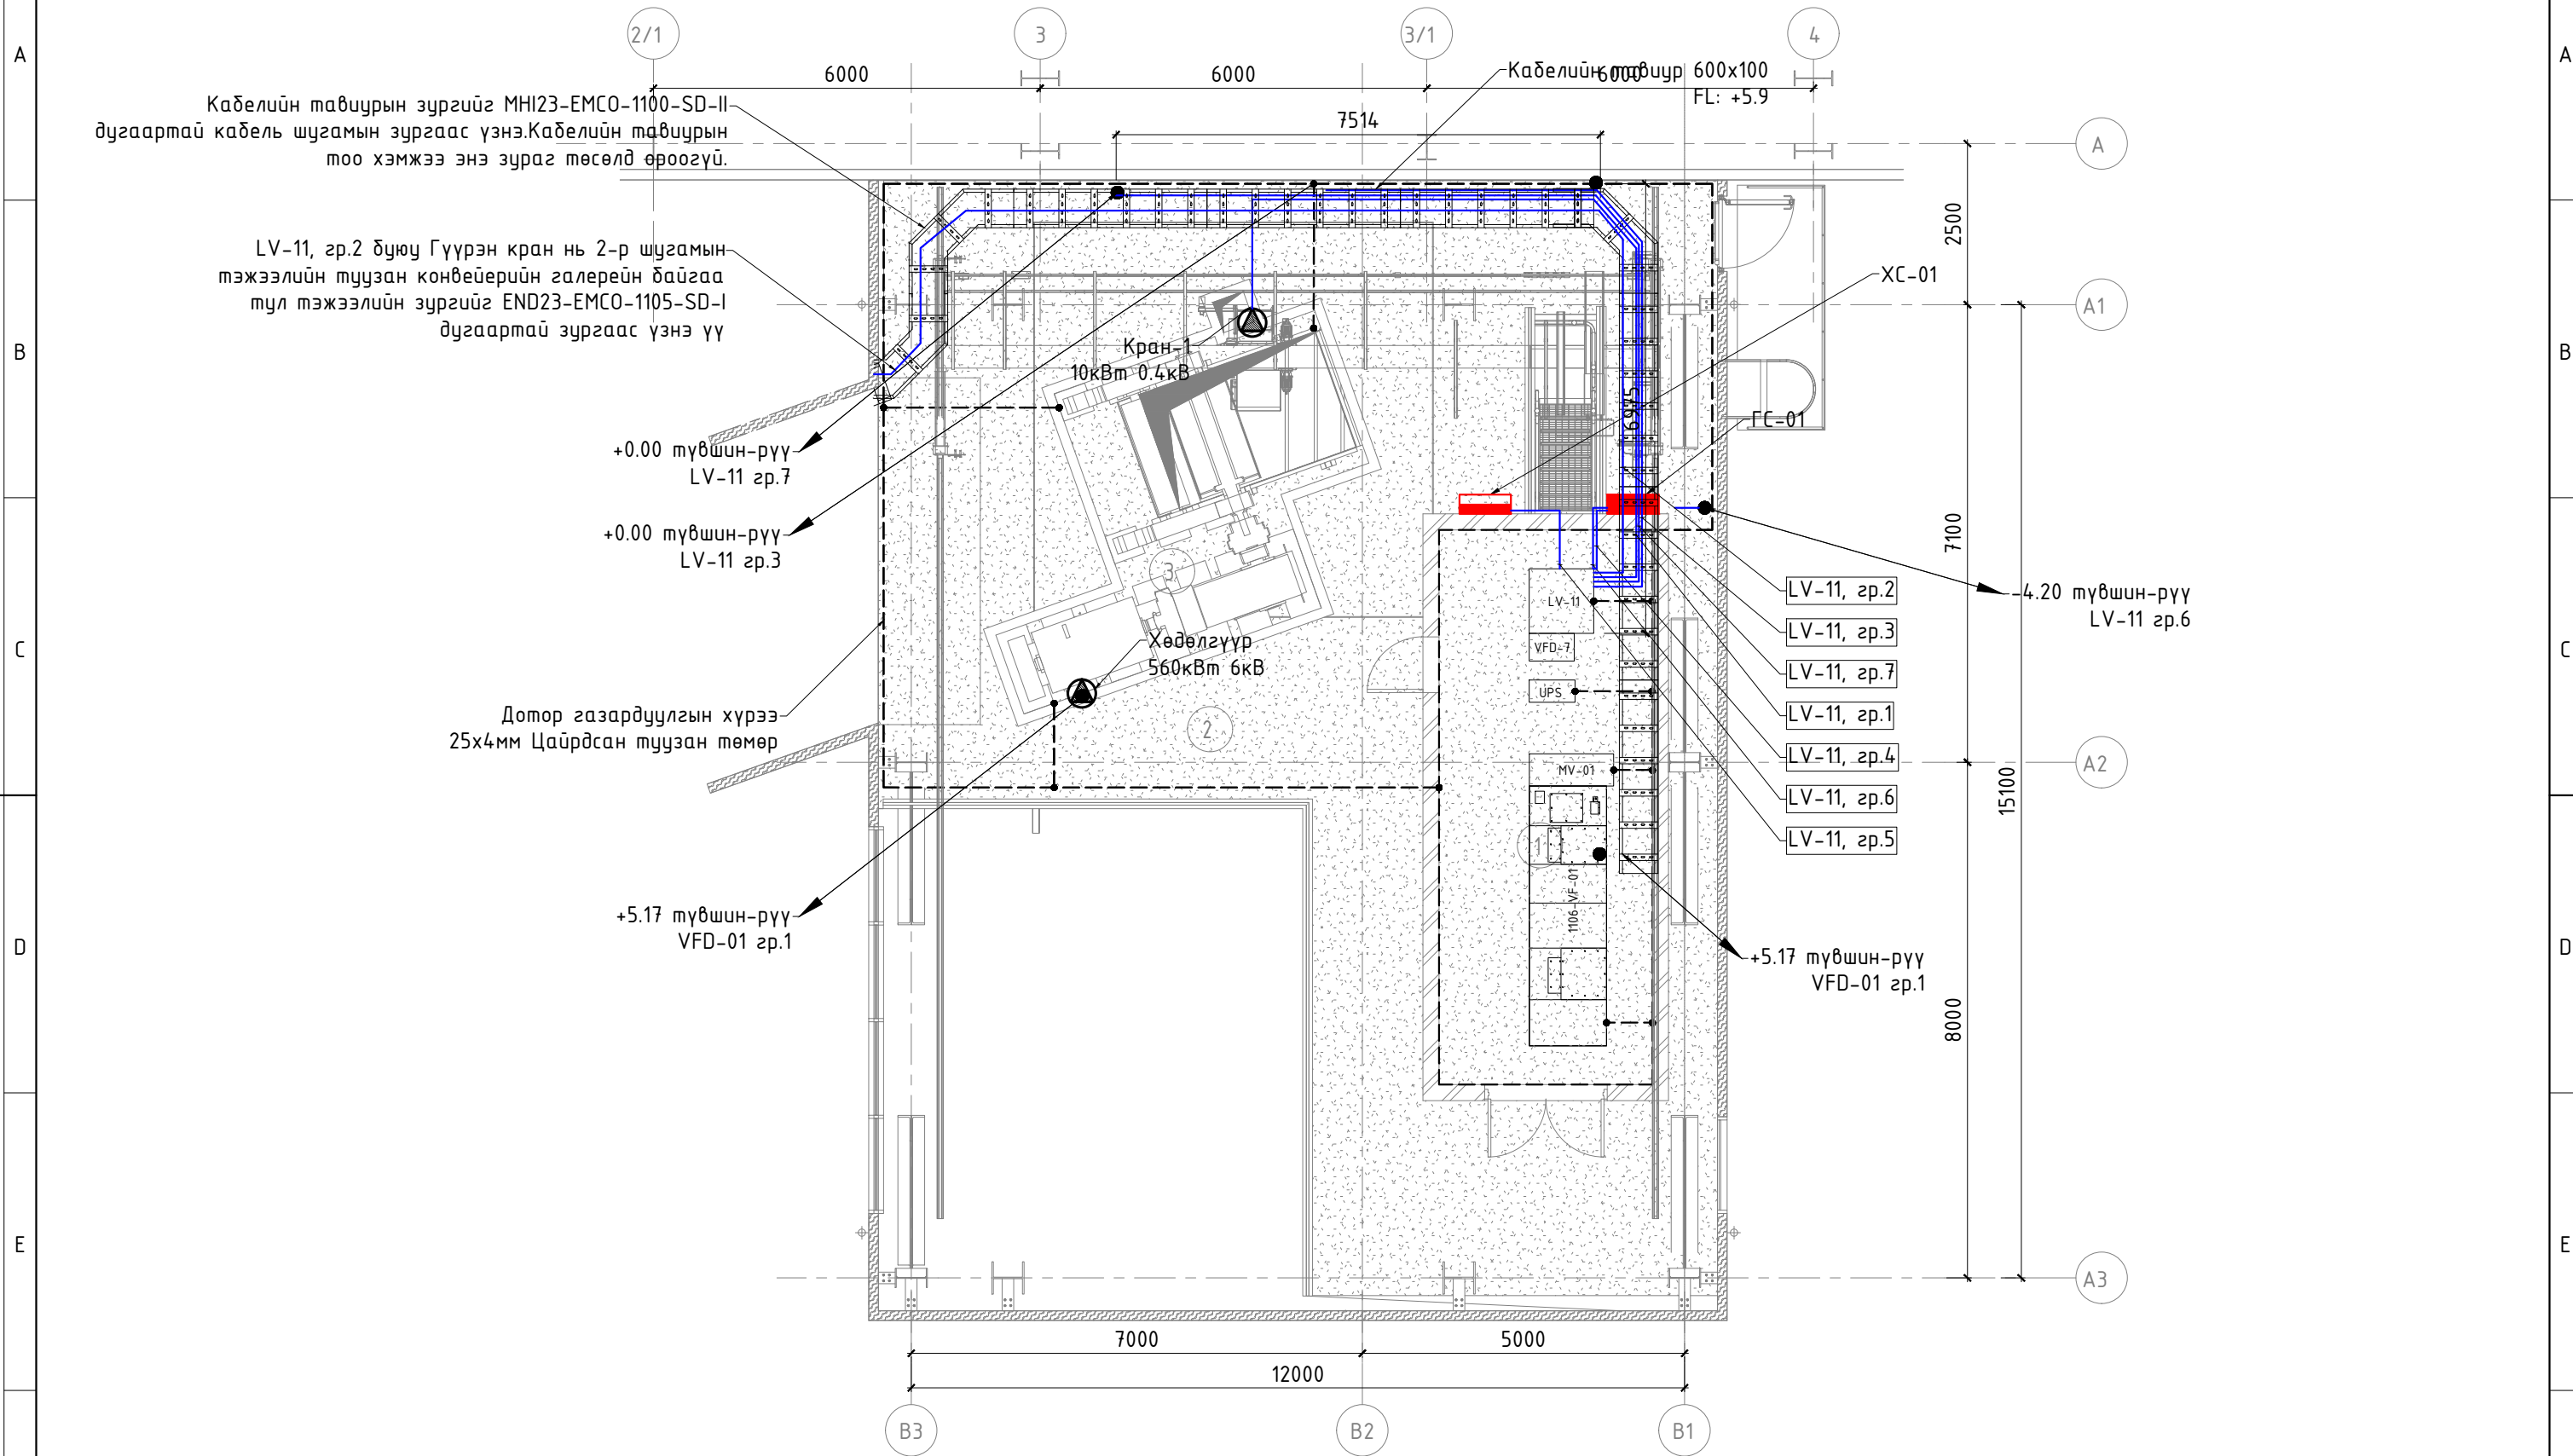 2/1
3
3/1
4
6000
6000
6000
Кабелийн тавиур 600x100
FL: +5.9
A
A
Кабелийн тавиурын зургийг MHI23-EMCO-1100-SD-II
дугаартай кабель шугамын зургаас үзнэ.Кабелийн тавиурын
тоо хэмжээ энэ зураг төсөлд ороогүй.
7514
A
2500
LV-11, гр.2 буюу Гүүрэн кран нь 2-р шугамын
тэжээлийн туузан конвейерийн галерейн байгаа
тул тэжээлийн зургийг END23-EMCO-1105-SD-I
дугаартай зургаас үзнэ үү
XC-01
A1
B
B
Кран-1
10кВт 0.4кВ
6975
ГС-01
+0.00 түвшин-рүү
LV-11 гр.7
+0.00 түвшин-рүү
LV-11 гр.3
7100
3
LV-11
VFD-7
UPS
LV-11, гр.2
LV-11, гр.3
LV-11, гр.7
LV-11, гр.1
LV-11, гр.4
LV-11, гр.6
LV-11, гр.5
-4.20 түвшин-рүү
LV-11 гр.6
C
C
Хөдөлгүүр
560кВт 6кВ
Дотор газардуулгын хүрээ
25x4мм Цайрдсан туузан төмөр
2
MV-01
A2
15100
1
1106-VF-01
+5.17 түвшин-рүү
VFD-01 гр.1
+5.17 түвшин-рүү
VFD-01 гр.1
D
D
8000
E
E
A3
7000
5000
12000
B3
B2
B1